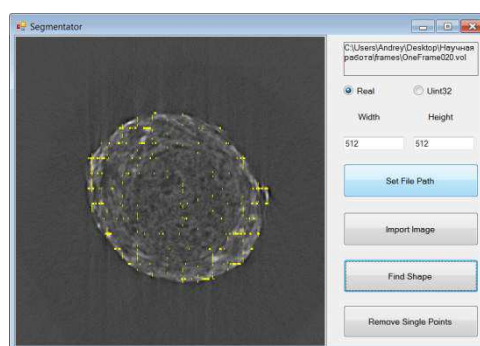 Segmentator
C:\Users\Andrey\Desktop\Научная
работа\frames\OneFrame020.vol
Real Uint32
Width Height
512 512
Set File Path
Import Image
Find Shape
Remove Single Points